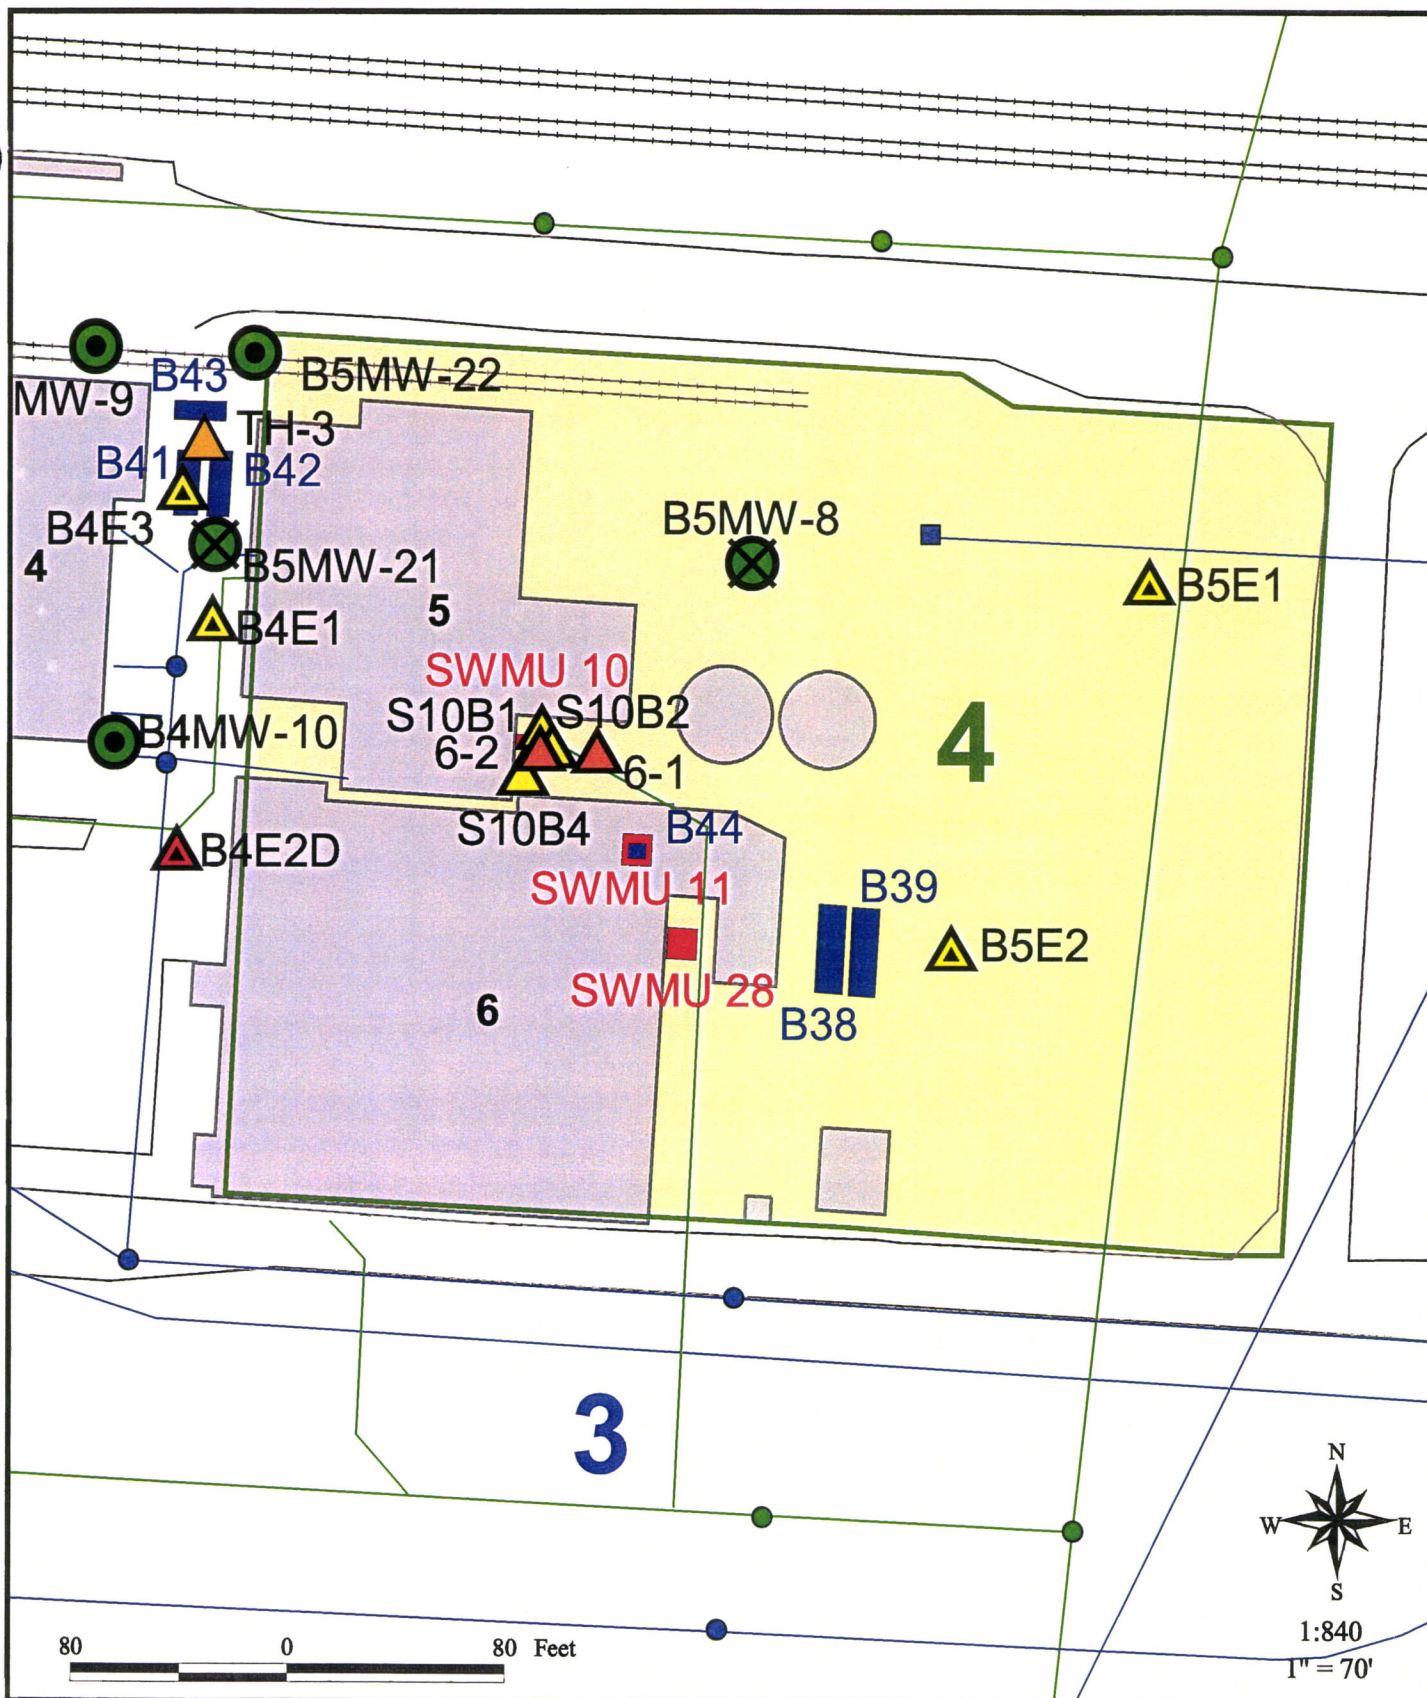 B43
B5MW-22
MW-9
TH-3
B41
B42
B4E3
B5MW-8
4
B5MW-21
B5E1
5
B4E1
SWMU 10
S10B1
S10B2
B4MW-10
6-2
6-1
4
S10B4
B44
B4E2D
SWMU 11
B39
B5E2
SWMU 28
6
B38
3
N
W
E
S
80 0 80 Feet
1:840
1" = 70'